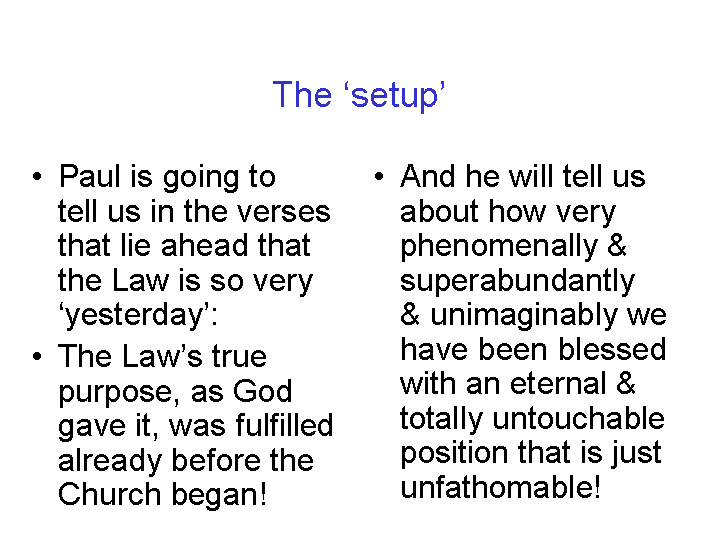 The ‘setup’
• Paul is going to
tell us in the verses
that lie ahead that
the Law is so very
‘yesterday’:
• The Law’s true
purpose, as God
gave it, was fulfilled
already before the
Church began!
• And he will tell us
about how very
phenomenally &
superabundantly
& unimaginably we
have been blessed
with an eternal &
totally untouchable
position that is just
unfathomable!